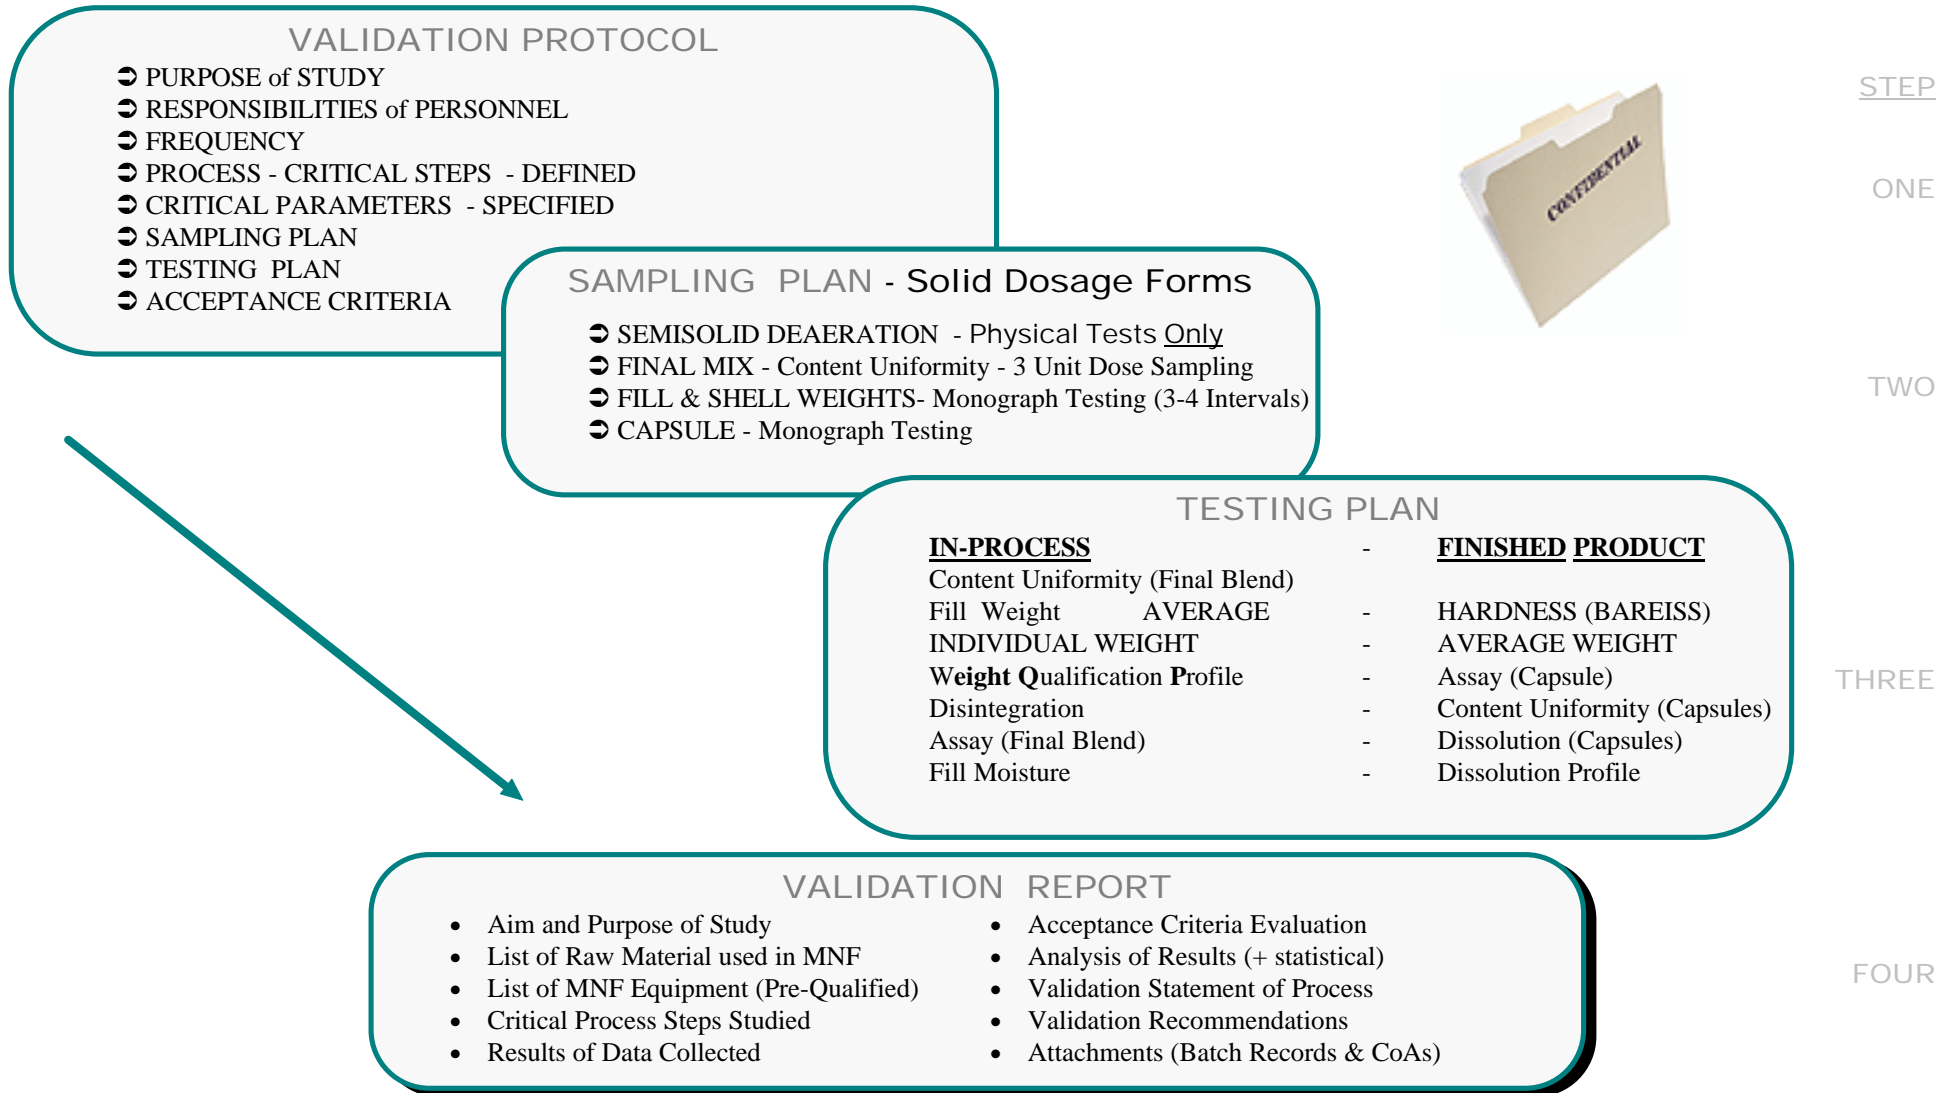 VALIDATION PROTOCOL
➲ PURPOSE of STUDY
➲ RESPONSIBILITIES of PERSONNEL
➲ FREQUENCY
➲ PROCESS - CRITICAL STEPS - DEFINED
➲ CRITICAL PARAMETERS - SPECIFIED
➲ SAMPLING PLAN
➲ TESTING PLAN
➲ ACCEPTANCE CRITERIA
CONFIDENTIAL
STEP
ONE
SAMPLING PLAN - Solid Dosage Forms
➲ SEMISOLID DEAERATION - Physical Tests Only
➲ FINAL MIX - Content Uniformity - 3 Unit Dose Sampling
➲ FILL & SHELL WEIGHTS- Monograph Testing (3-4 Intervals)
➲ CAPSULE - Monograph Testing
TWO
TESTING PLAN
IN-PROCESS - FINISHED PRODUCT
Content Uniformity (Final Blend)
Fill Weight AVERAGE - HARDNESS (BAREISS)
INDIVIDUAL WEIGHT - AVERAGE WEIGHT
Weight Qualification Profile - Assay (Capsule)
Disintegration - Content Uniformity (Capsules)
Assay (Final Blend) - Dissolution (Capsules)
Fill Moisture - Dissolution Profile
THREE
VALIDATION REPORT
• Aim and Purpose of Study
• List of Raw Material used in MNF
• List of MNF Equipment (Pre-Qualified)
• Critical Process Steps Studied
• Results of Data Collected
• Acceptance Criteria Evaluation
• Analysis of Results (+ statistical)
• Validation Statement of Process
• Validation Recommendations
• Attachments (Batch Records & CoAs)
FOUR